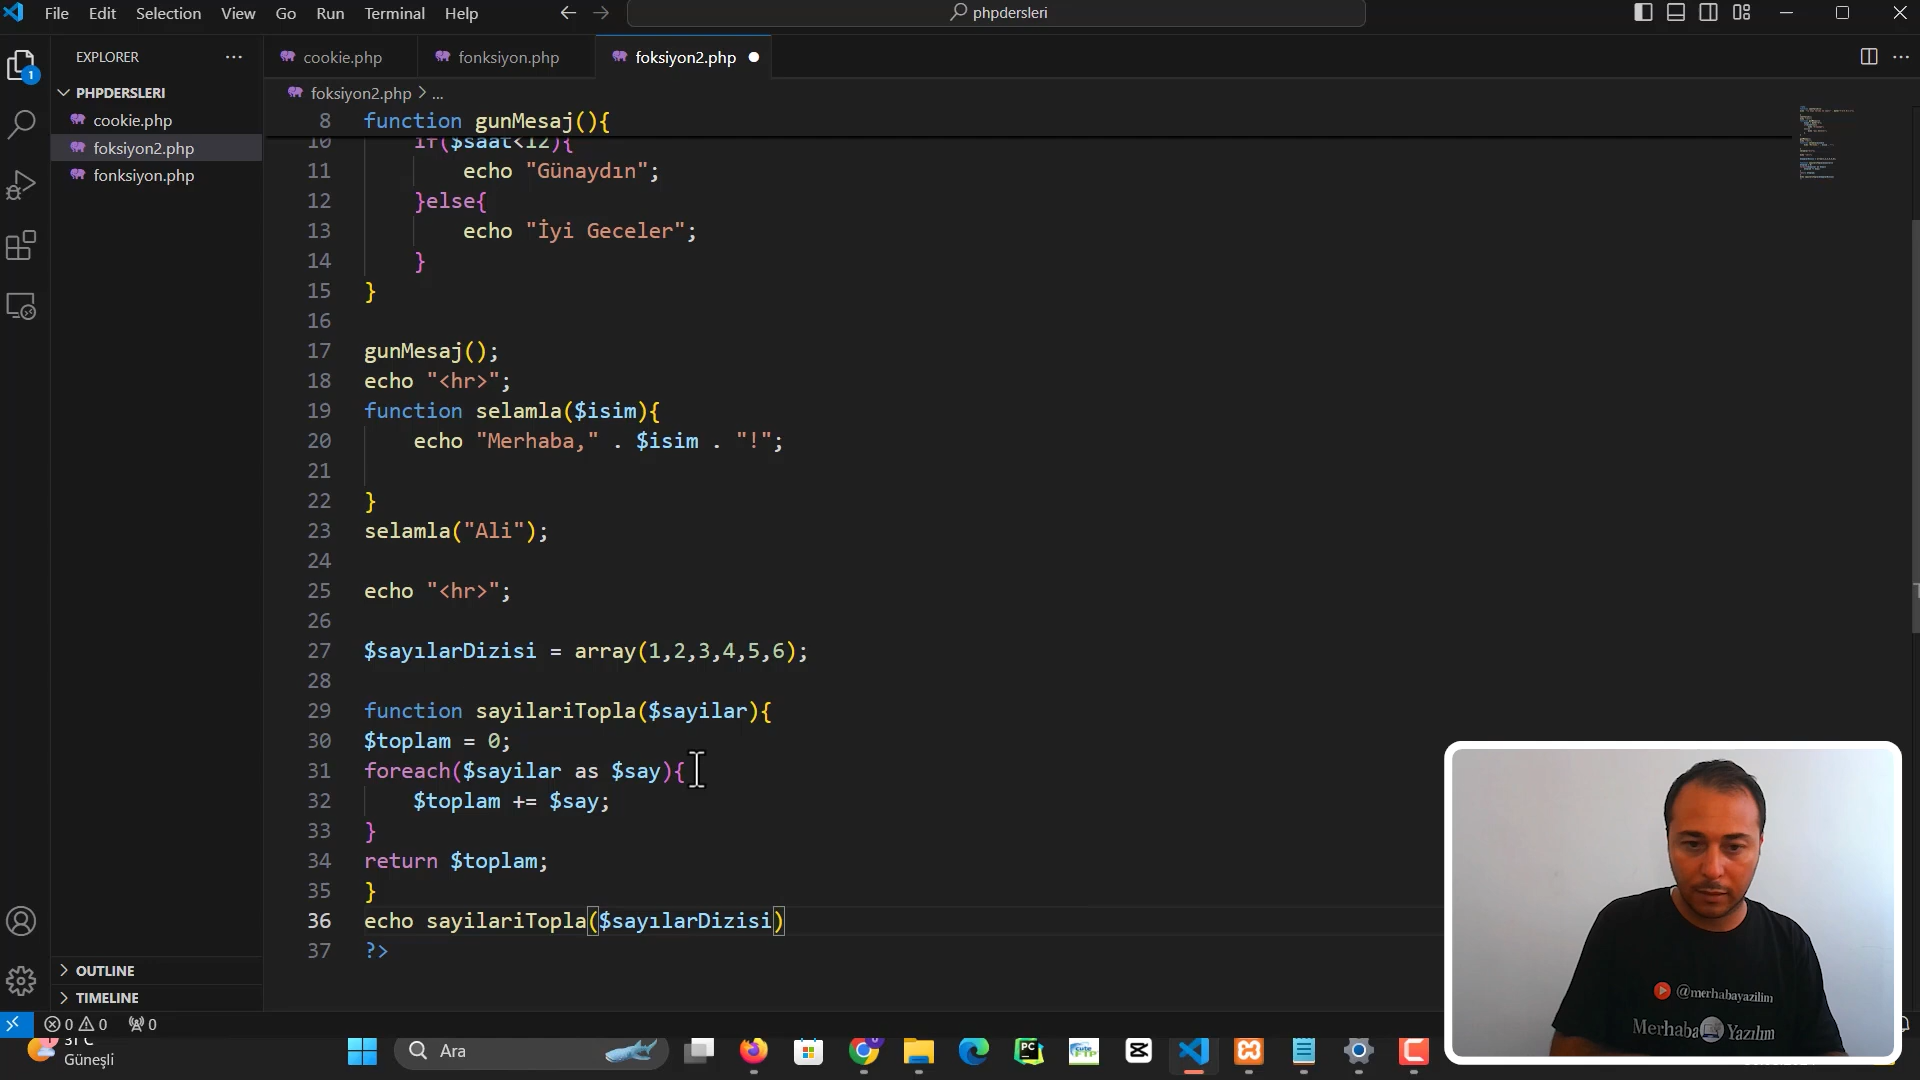 File Edit Selection View Go Run Terminal Help
phpdersleri
EXPLORER
cookie.php
fonksiyon.php
foksiyon2.php
PHPDERSLERI
foksiyon2.php > ...
cookie.php
foksiyon2.php
fonksiyon.php
8 function gunMesaj(){
10 if($saat<12){
11 echo "Günaydın";
12 }else{
13 echo "İyi Geceler";
14 }
15 }
16
17 gunMesaj();
18 echo "<hr>";
19 function selamla($isim){
20 echo "Merhaba," . $isim . "!";
21
22 }
23 selamla("Ali");
24
25 echo "<hr>";
26
27 $sayılarDizisi = array(1,2,3,4,5,6);
28
29 function sayilariTopla($sayilar){
30 $toplam = 0;
31 foreach($sayilar as $say){
32 $toplam += $say;
33 }
34 return $toplam;
35 }
36 echo sayilariTopla($sayılarDizisi)
37 ?>
OUTLINE
TIMELINE
0 0 0
31°C
Güneşli
Ara
@merhabayazilim
Merhaba Yazılım